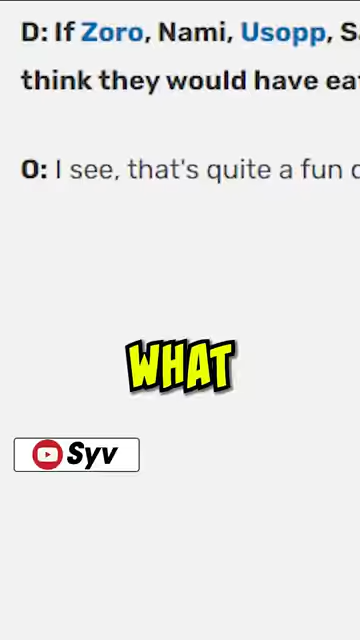 D: If Zoro, Nami, Usopp, S
think they would have ea
O: I see, that's quite a fun
WHAT
Syv